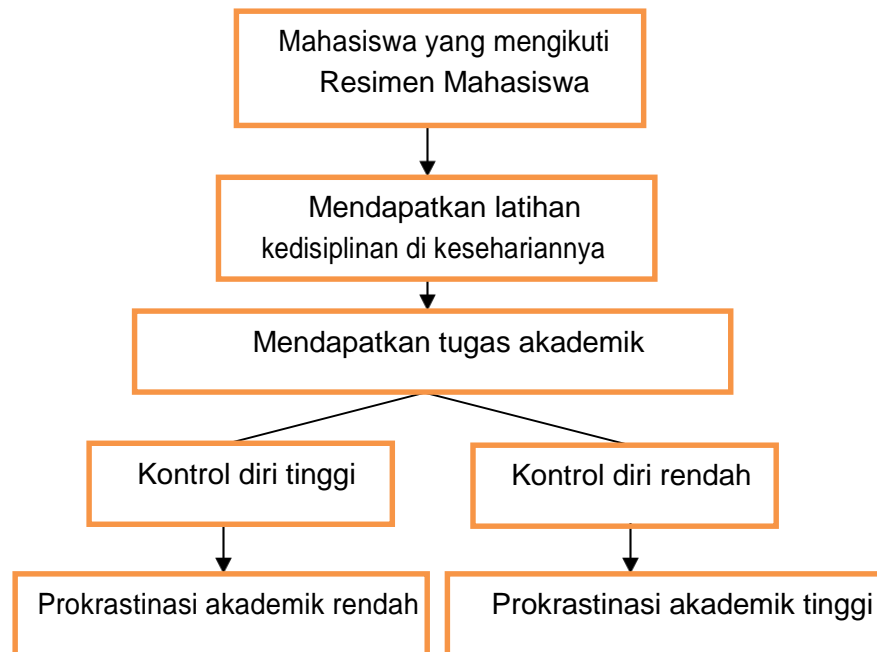 Mahasiswa yang mengikuti
Resimen Mahasiswa
Mendapatkan latihan
kedisiplinan di kesehariannya
Mendapatkan tugas akademik
Kontrol diri tinggi
Kontrol diri rendah
Prokrastinasi akademik rendah
Prokrastinasi akademik tinggi